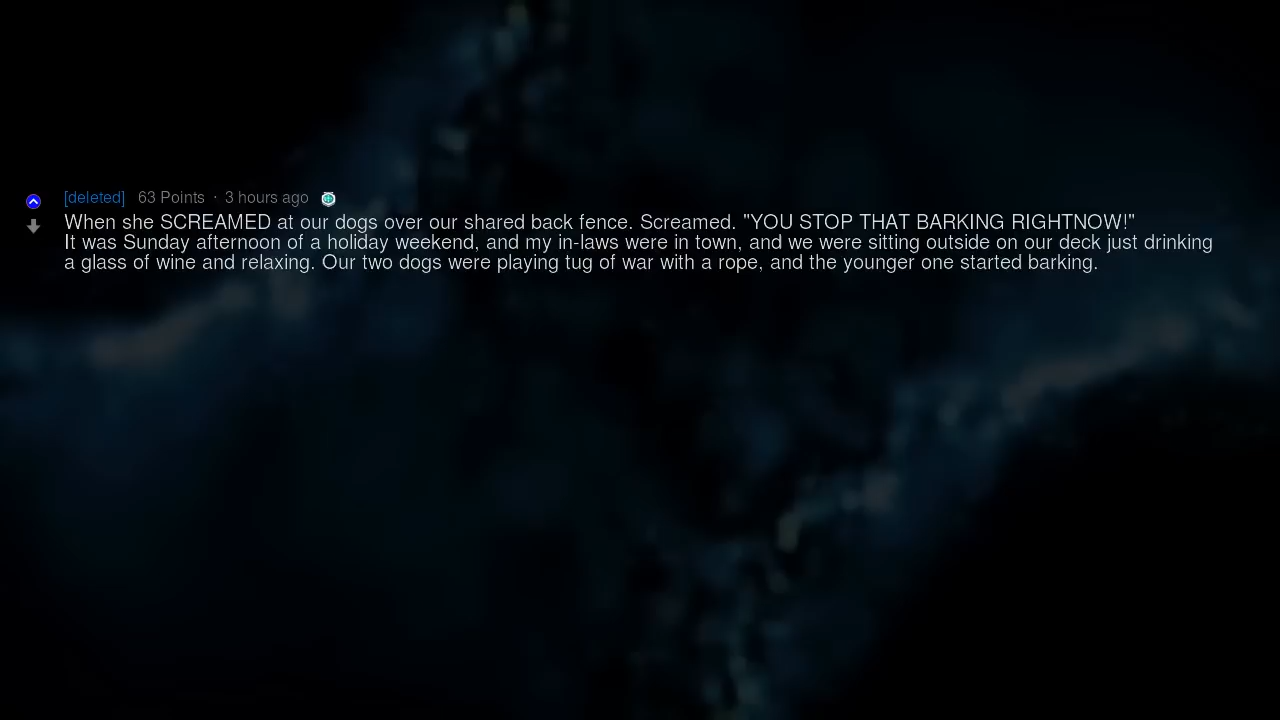 [deleted] 63 Points · 3 hours ago
When she SCREAMED at our dogs over our shared back fence. Screamed. "YOU STOP THAT BARKING RIGHTNOW!"
It was Sunday afternoon of a holiday weekend, and my in-laws were in town, and we were sitting outside on our deck just drinking
a glass of wine and relaxing. Our two dogs were playing tug of war with a rope, and the younger one started barking.